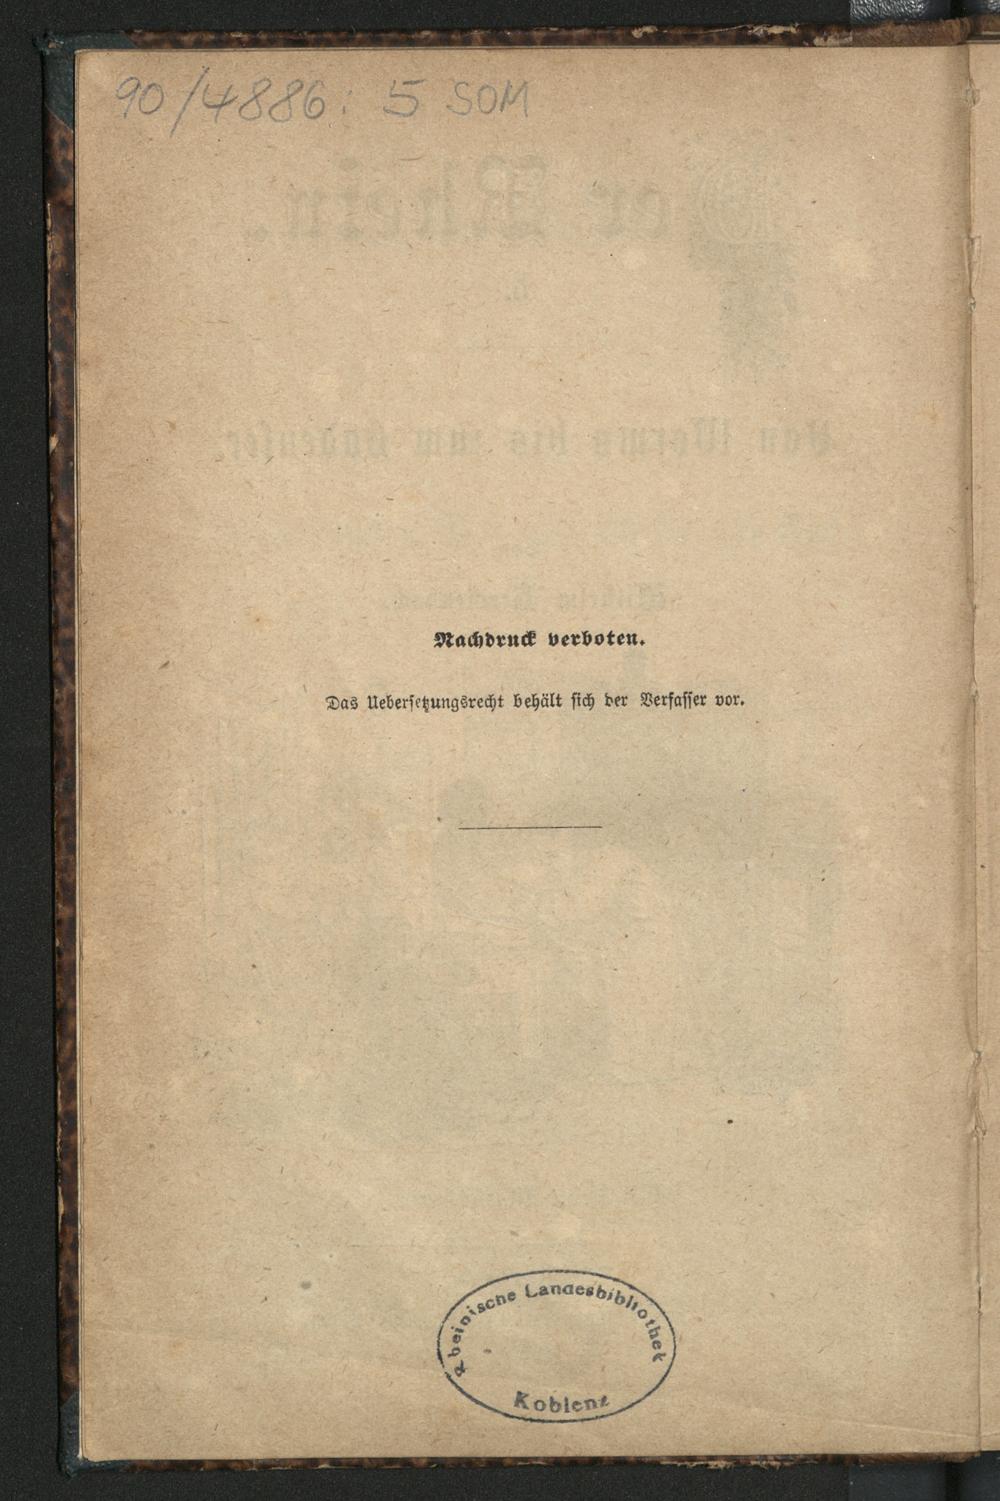 90/4886: 5 SOM
Nachdruck verboten.
Das Uebersetzungsrecht behält sich der Verfasser vor.
Rheinische Landesbibliothek
Koblenz